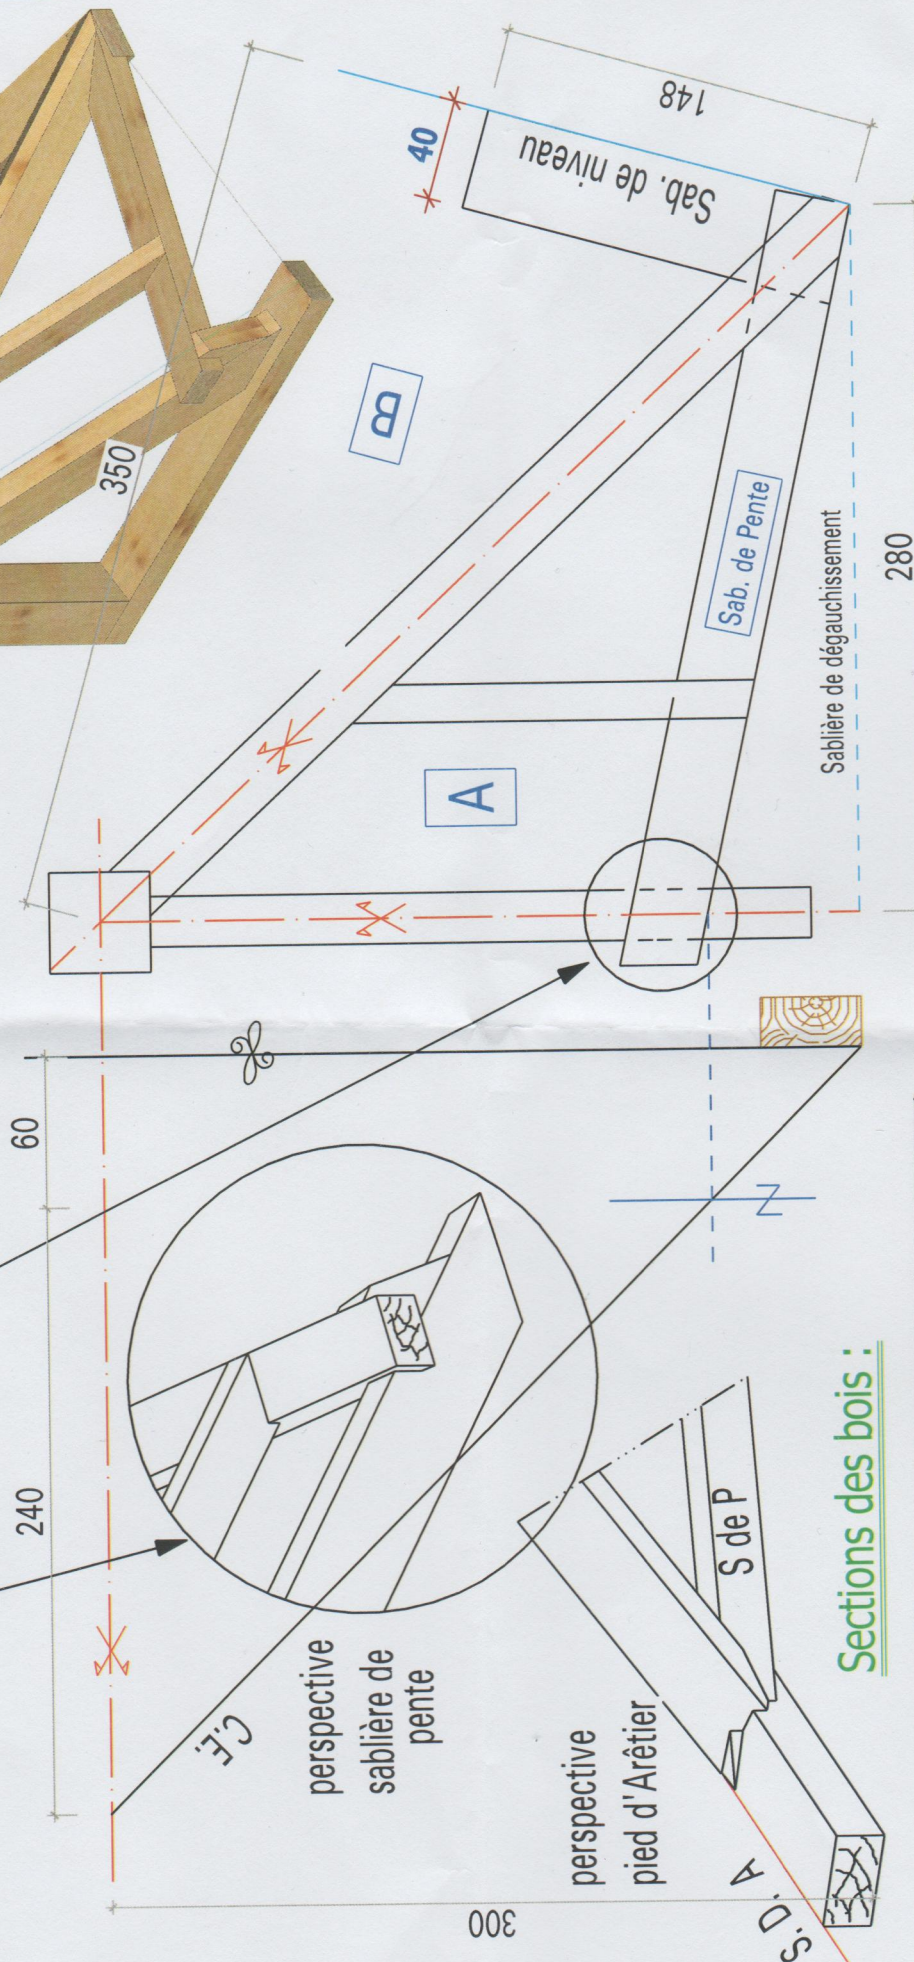 350
40
148
Sab. de niveau
B
Sab. de Pente
Sablière de dégauchissement
280
A
60
240
C.E.
perspective
sablière de
pente
N
S de P
perspective
pied d'Arêtier
S. D. A
300
Sections des bois :